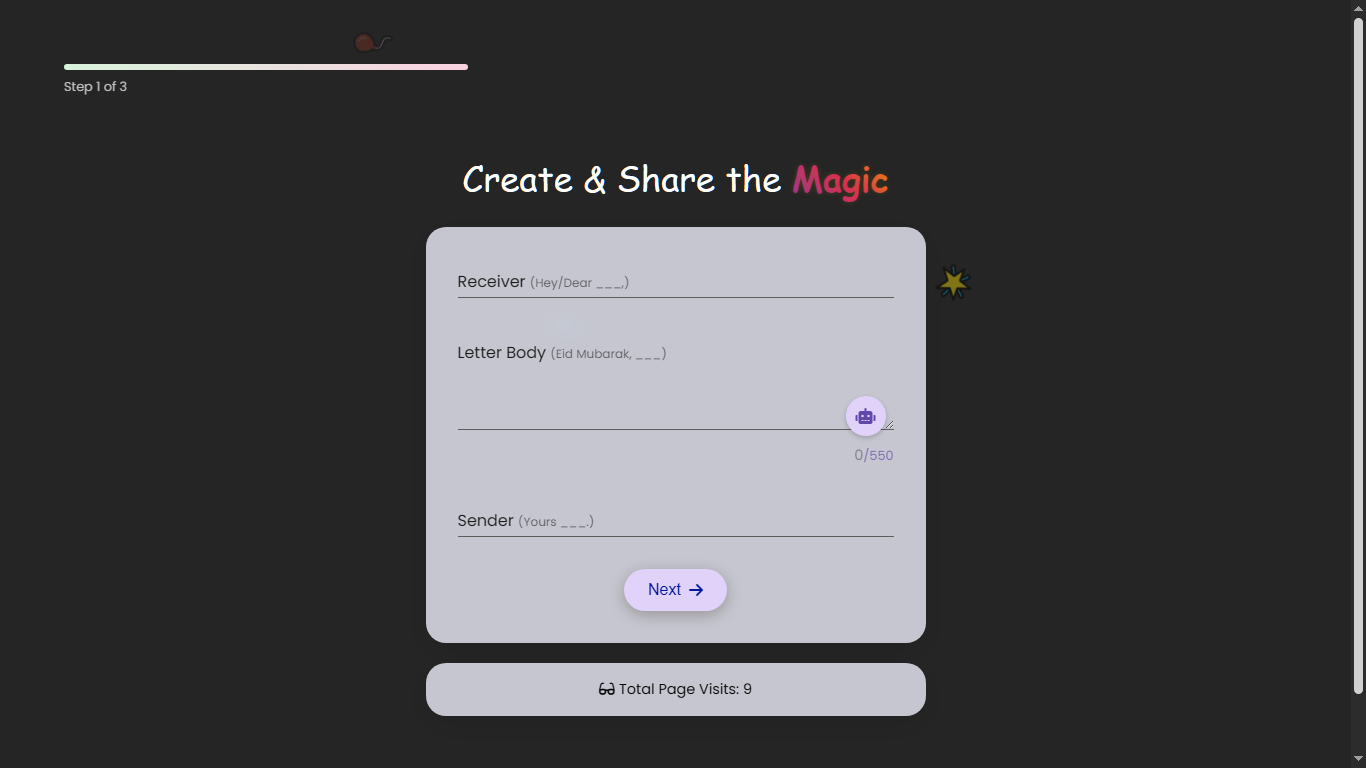 Step 1 of 3
Create & Share the Magic
Receiver (Hey/Dear ___,)
Letter Body (Eid Mubarak, ___)
0/550
Sender (Yours ___.)
Next
Total Page Visits: 9